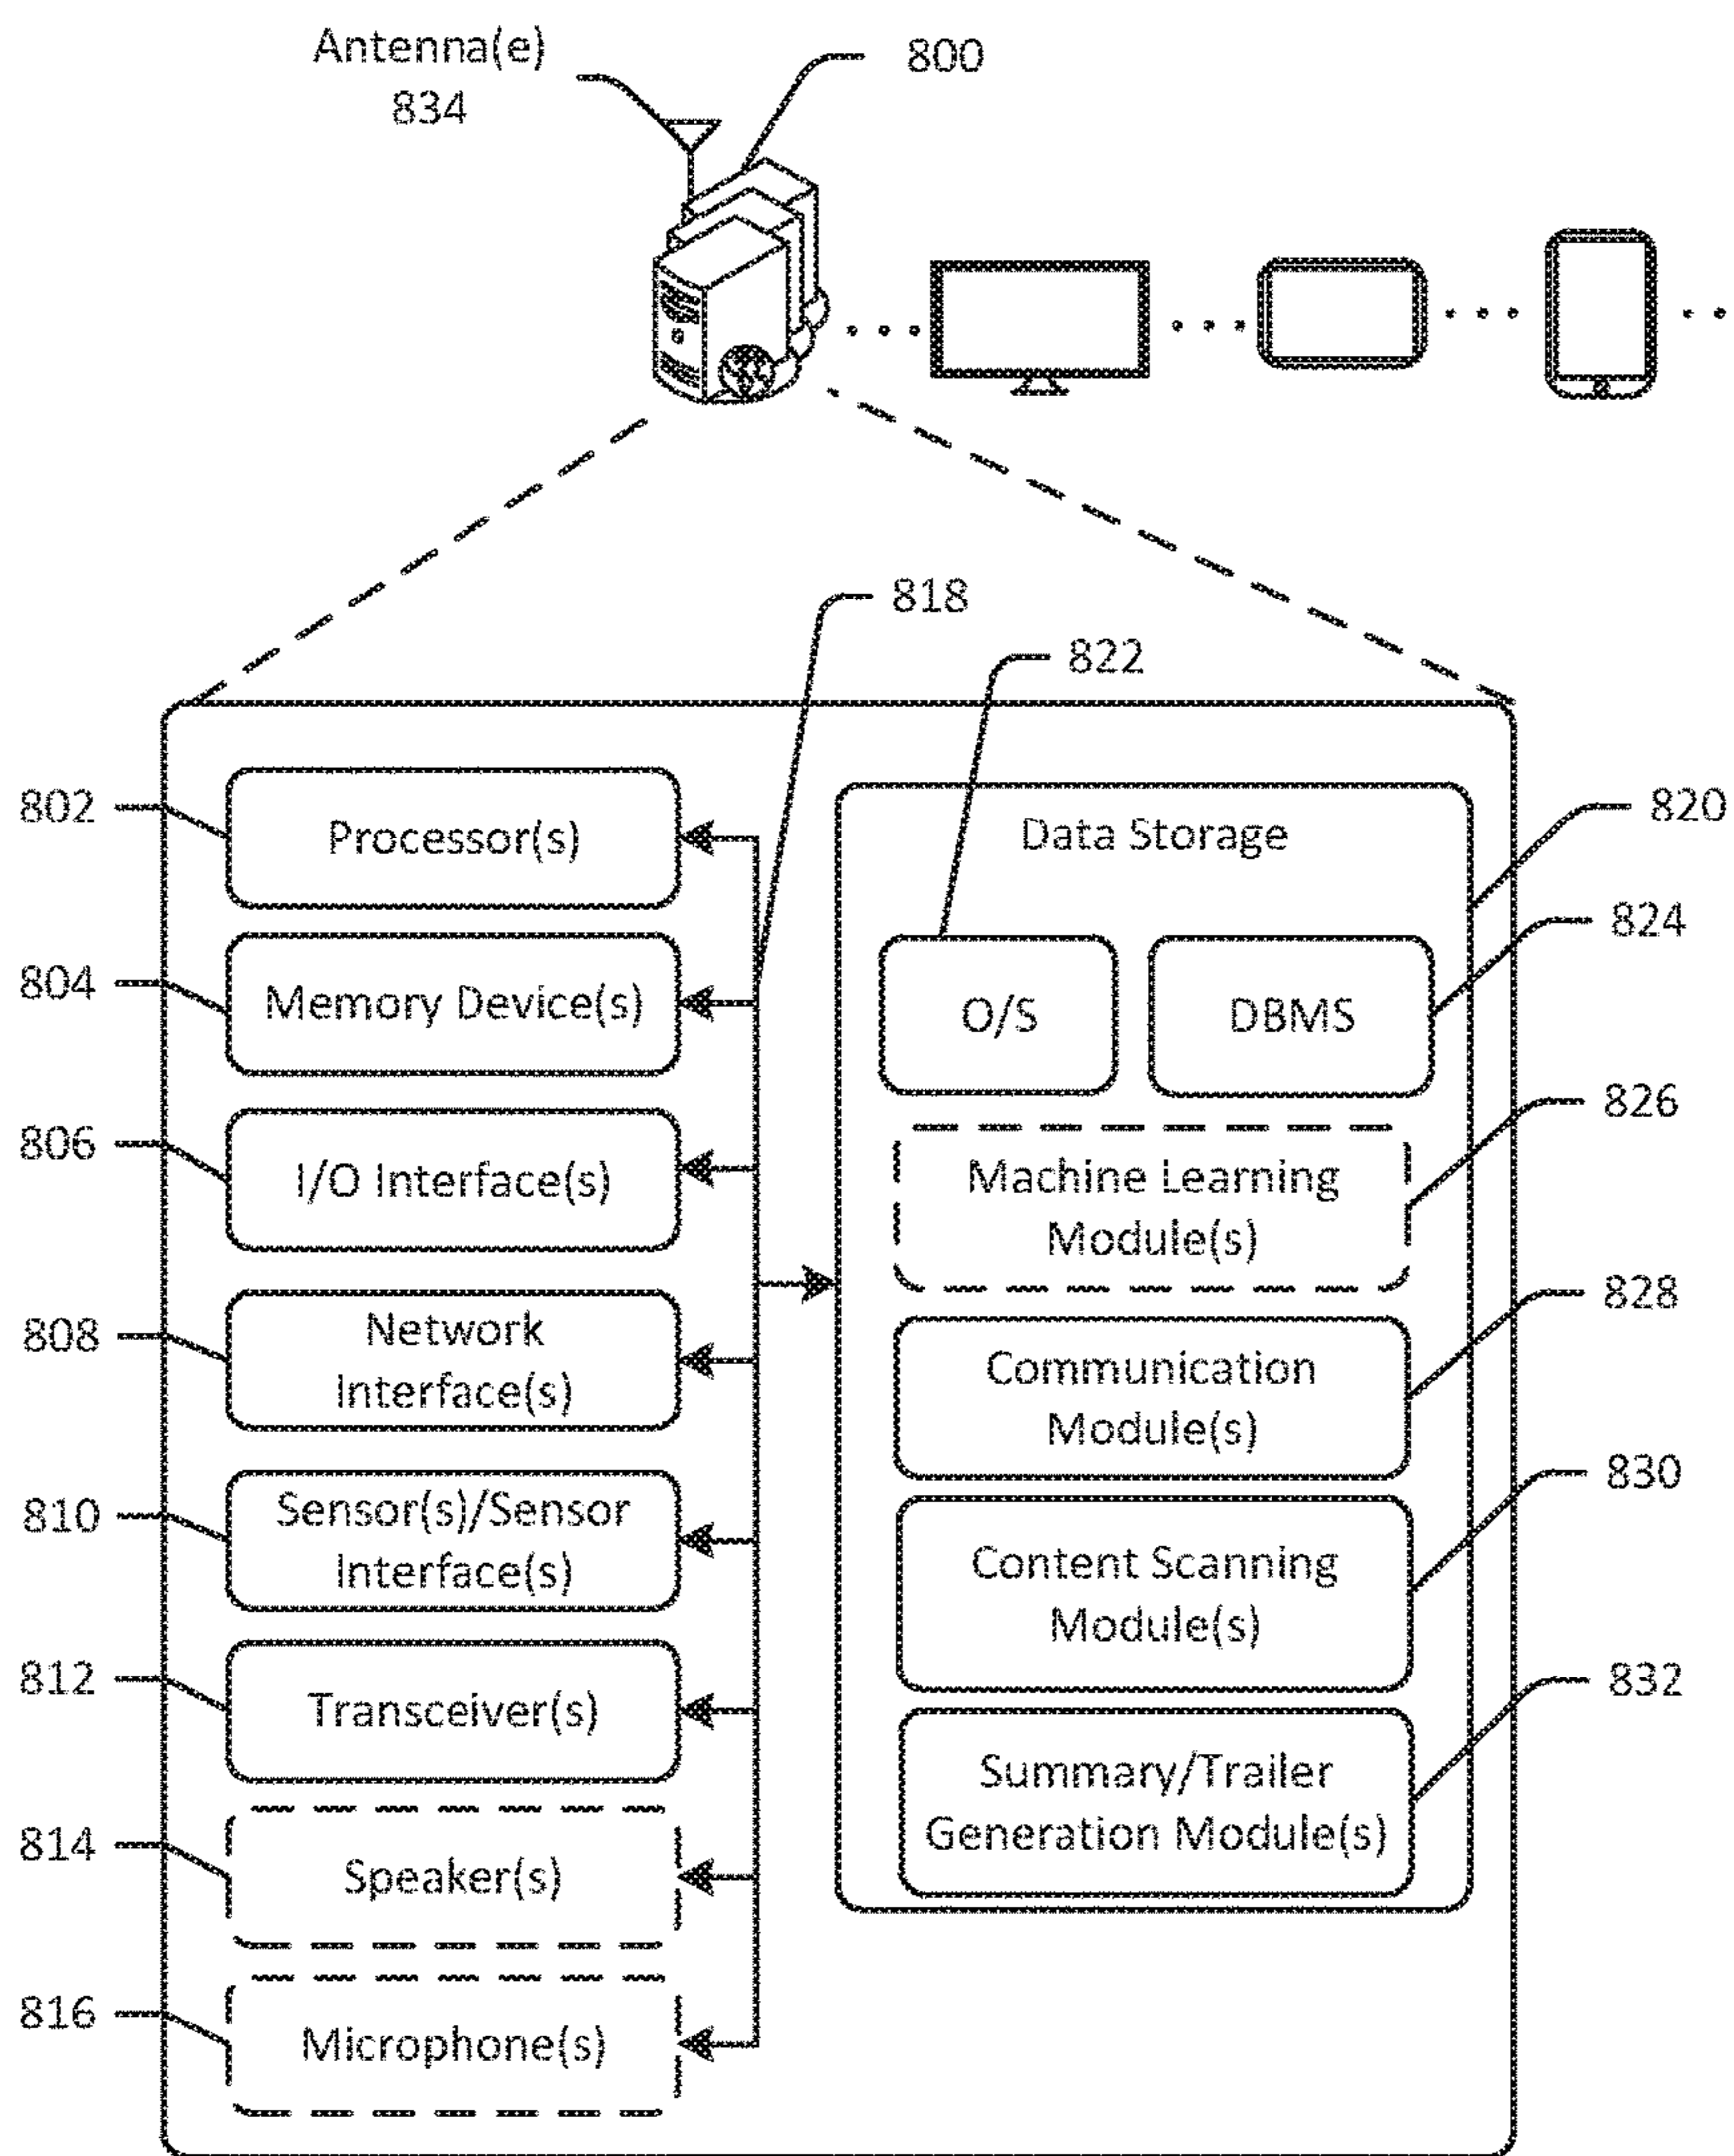 Antenna(e)
834
800
818
822
802
Processor(s)
Data Storage
820
804
Memory Device(s)
O/S
DBMS
824
806
I/O Interface(s)
Machine Learning
Module(s)
826
808
Network
Interface(s)
Communication
Module(s)
828
810
Sensor(s)/Sensor
Interface(s)
Content Scanning
Module(s)
830
812
Transceiver(s)
Summary/Trailer
Generation Module(s)
832
814
Speaker(s)
816
Microphone(s)